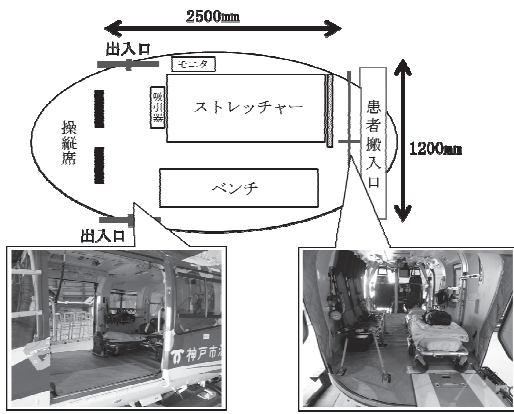 2500mm
出入口
モニタ
吸引器
ストレッチャー
患者搬入口
操縦席
1200mm
ベンチ
出入口
神戸市消